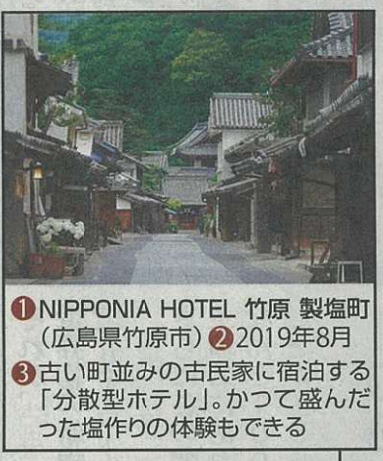 ❶NIPPONIA HOTEL 竹原 製塩町
（広島県竹原市）❷2019年8月
❸古い町並みの古民家に宿泊する
「分散型ホテル」。かつて盛んだ
った塩作りの体験もできる